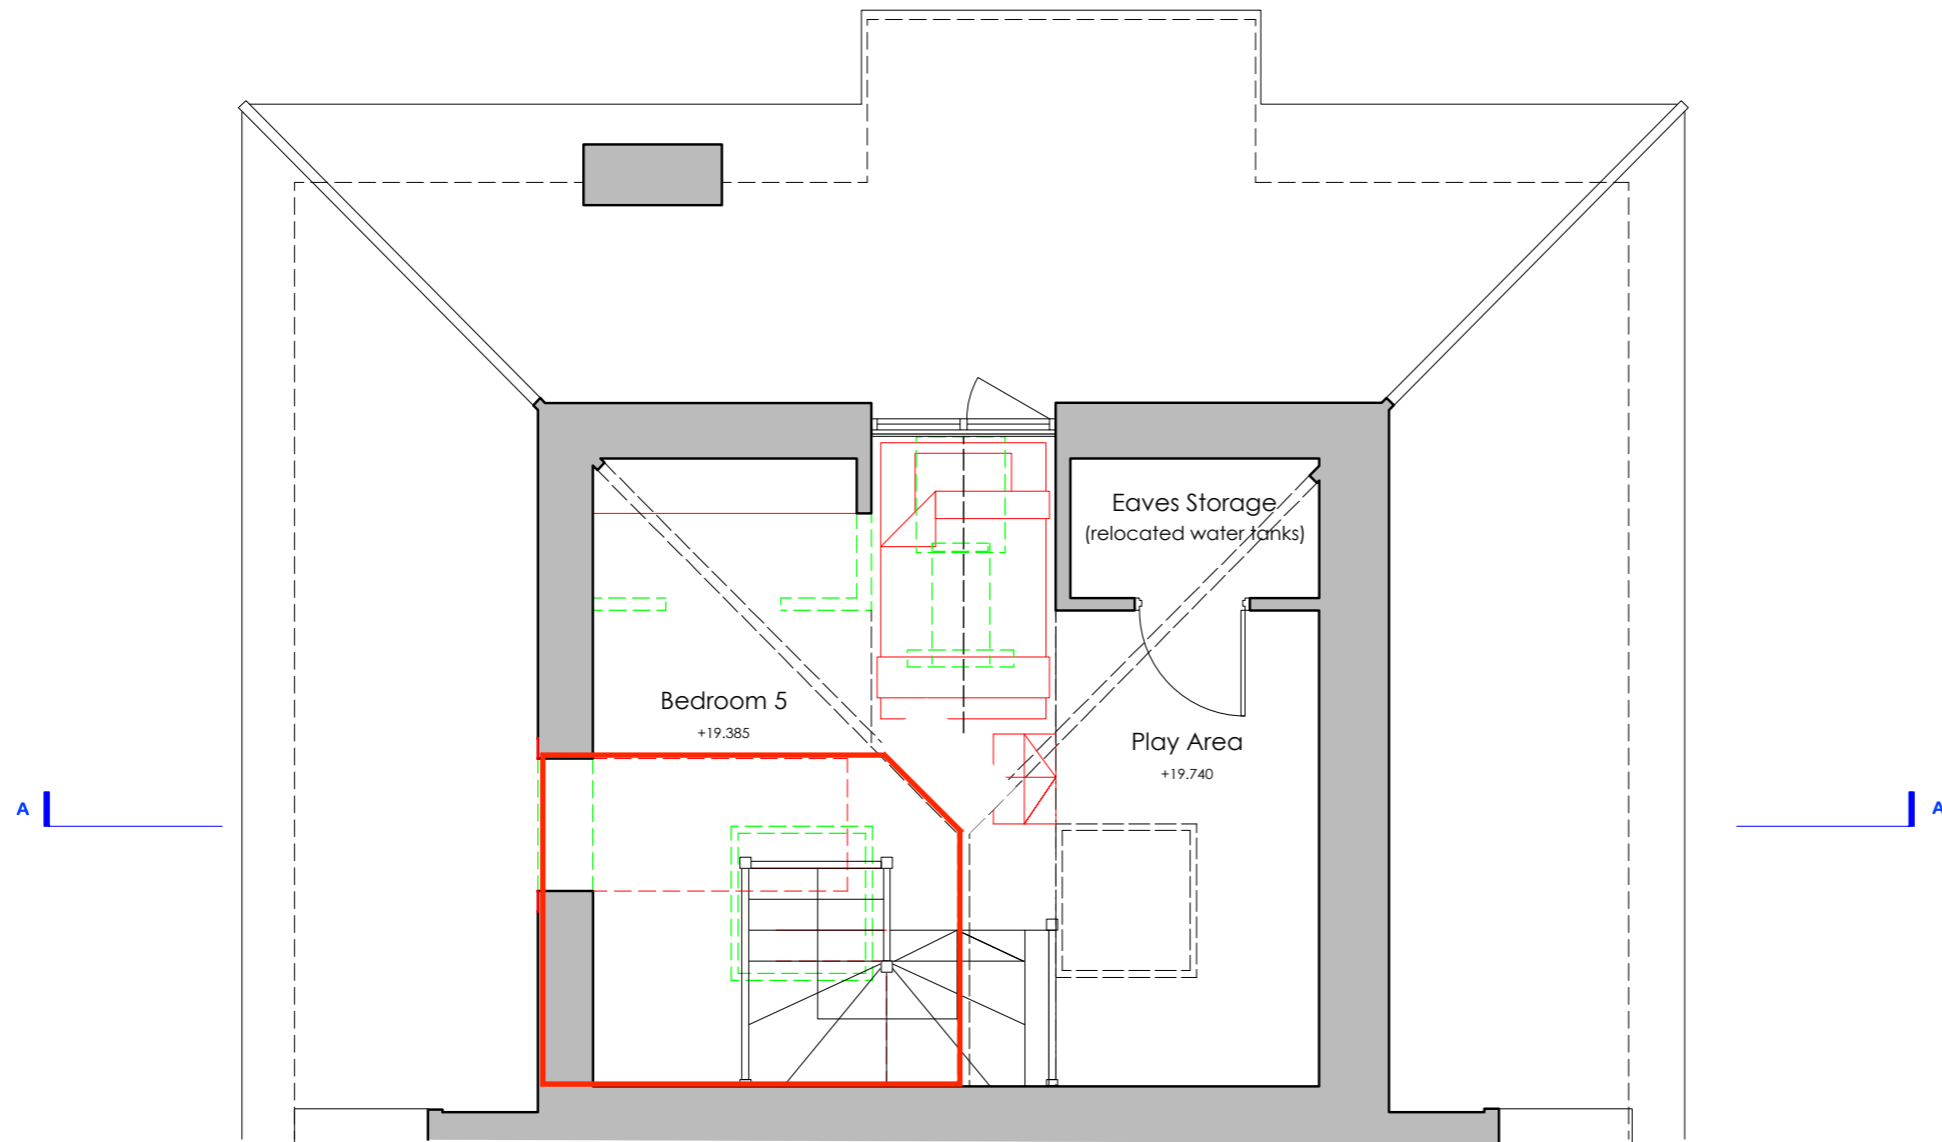 Eaves Storage
(relocated water tanks)
Bedroom 5
+19.385
Play Area
+19.740
A
A